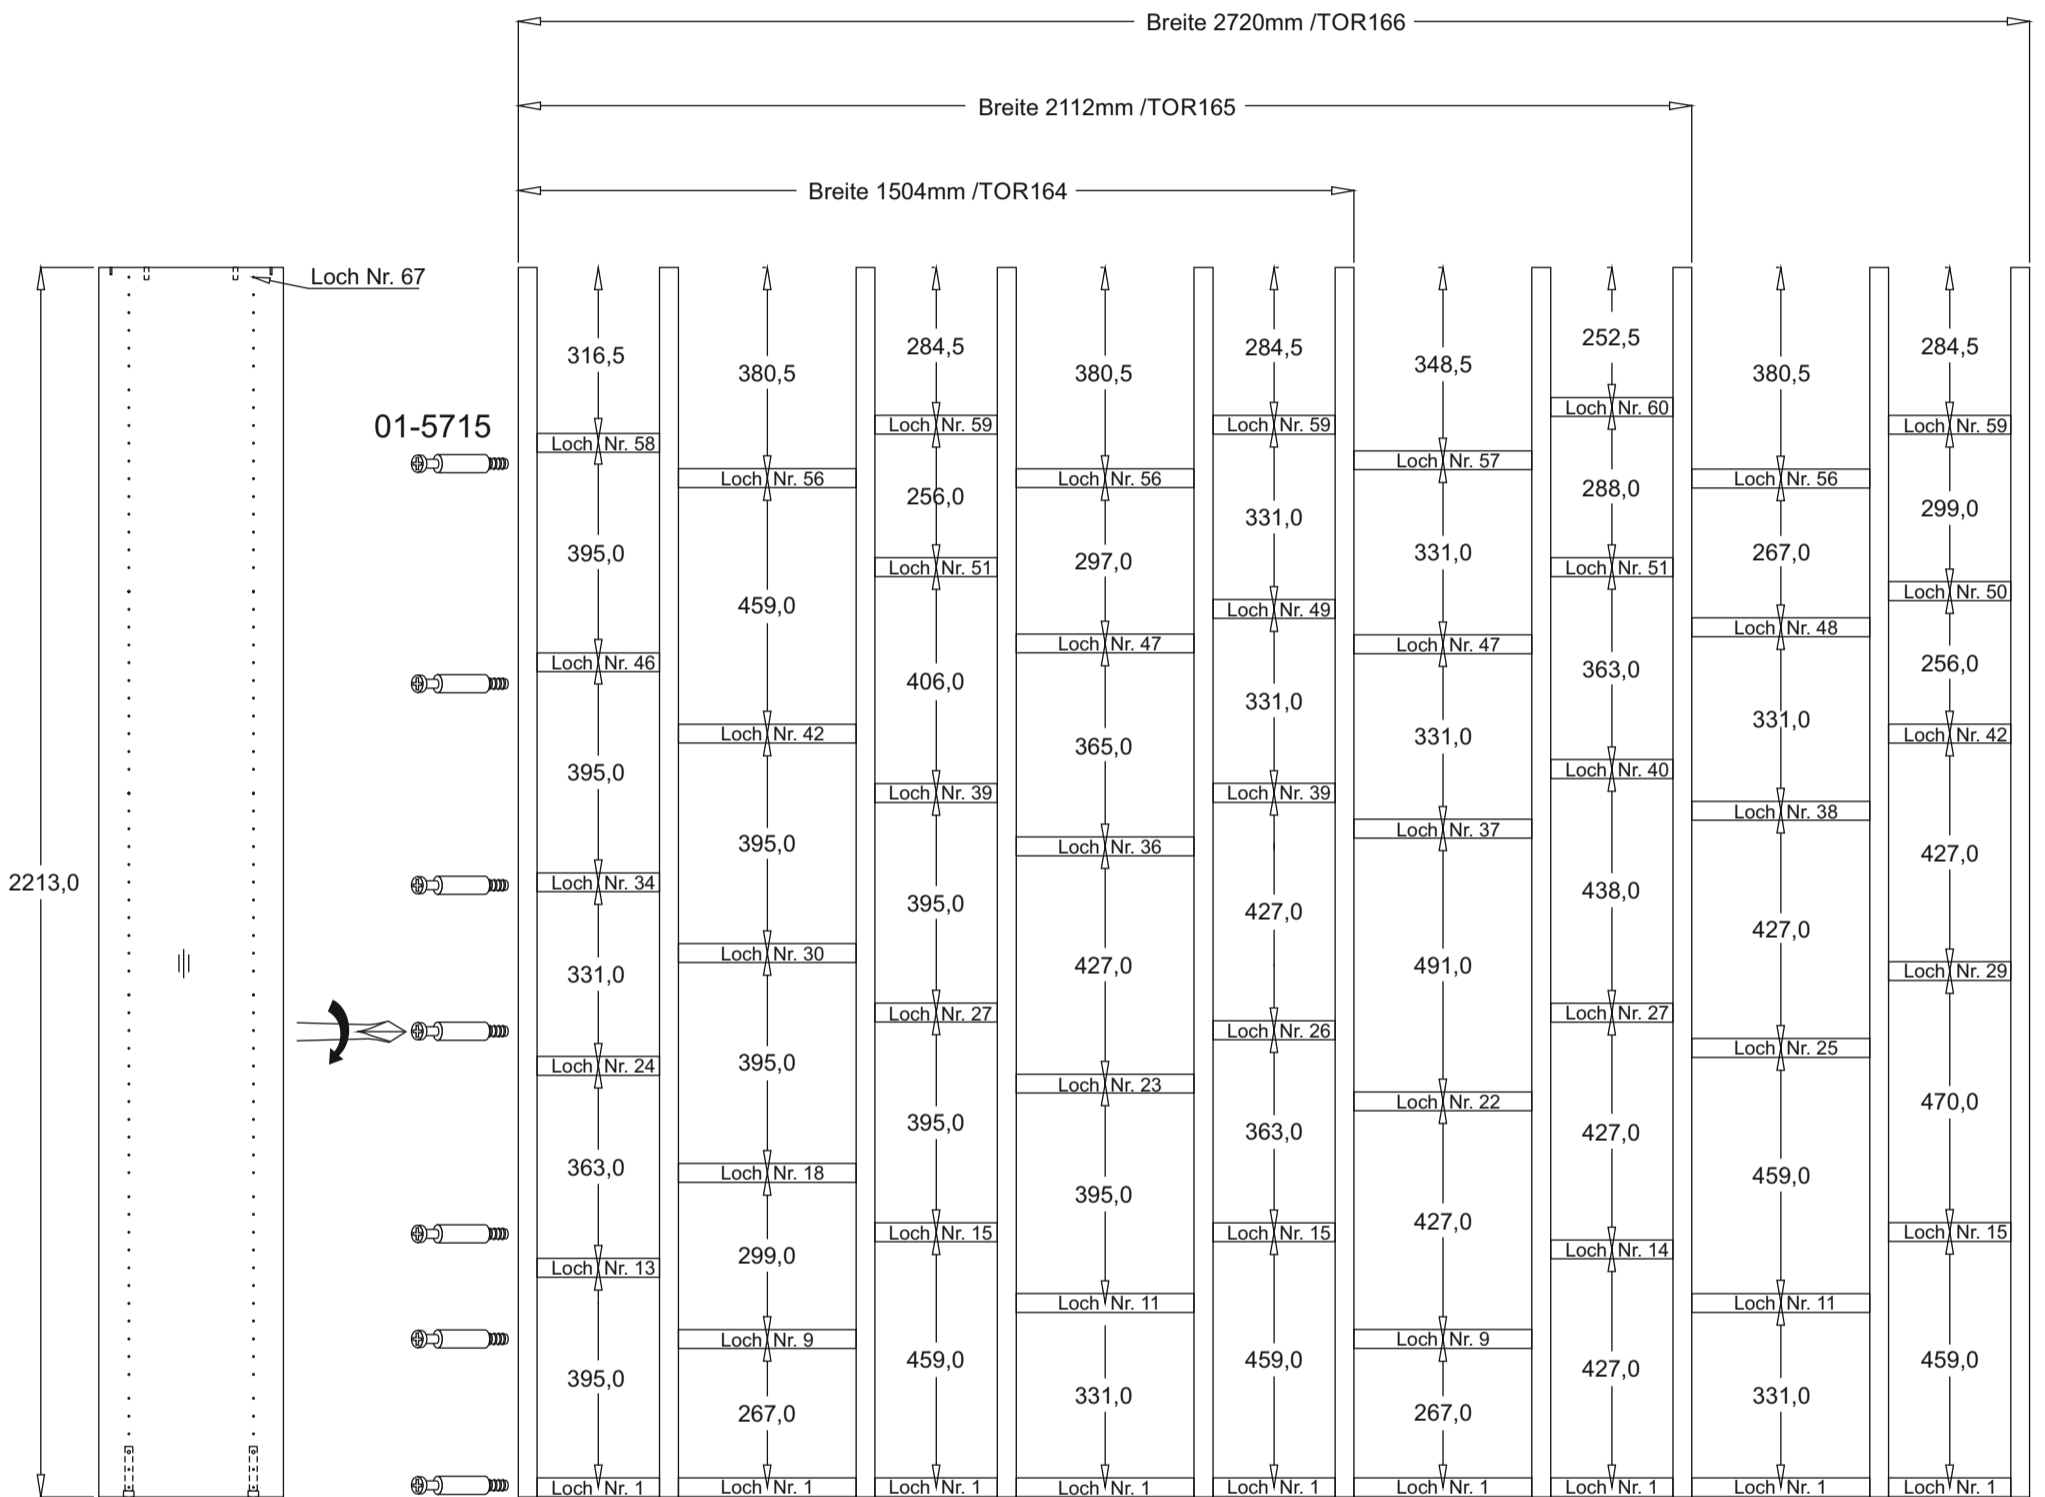 Breite 2720mm /TOR166
Breite 2112mm /TOR165
Breite 1504mm /TOR164
2213,0
Loch Nr. 67
01-5715
316,5
Loch Nr. 58
395,0
Loch Nr. 46
395,0
Loch Nr. 34
331,0
Loch Nr. 24
363,0
Loch Nr. 13
395,0
Loch Nr. 1
380,5
Loch Nr. 56
459,0
Loch Nr. 42
395,0
Loch Nr. 30
395,0
Loch Nr. 18
299,0
Loch Nr. 9
267,0
Loch Nr. 1
284,5
Loch Nr. 59
256,0
Loch Nr. 51
406,0
Loch Nr. 39
395,0
Loch Nr. 27
395,0
Loch Nr. 15
459,0
Loch Nr. 1
380,5
Loch Nr. 56
297,0
Loch Nr. 47
365,0
Loch Nr. 36
427,0
Loch Nr. 23
395,0
Loch Nr. 11
331,0
Loch Nr. 1
284,5
Loch Nr. 59
331,0
Loch Nr. 49
331,0
Loch Nr. 39
427,0
Loch Nr. 26
363,0
Loch Nr. 15
459,0
Loch Nr. 1
348,5
Loch Nr. 57
331,0
Loch Nr. 47
331,0
Loch Nr. 37
491,0
Loch Nr. 22
427,0
Loch Nr. 9
267,0
Loch Nr. 1
252,5
Loch Nr. 60
288,0
Loch Nr. 51
363,0
Loch Nr. 40
438,0
Loch Nr. 27
427,0
Loch Nr. 14
427,0
Loch Nr. 1
380,5
Loch Nr. 56
267,0
Loch Nr. 48
331,0
Loch Nr. 38
427,0
Loch Nr. 25
459,0
Loch Nr. 11
331,0
Loch Nr. 1
284,5
Loch Nr. 59
299,0
Loch Nr. 50
256,0
Loch Nr. 42
427,0
Loch Nr. 29
470,0
Loch Nr. 15
459,0
Loch Nr. 1